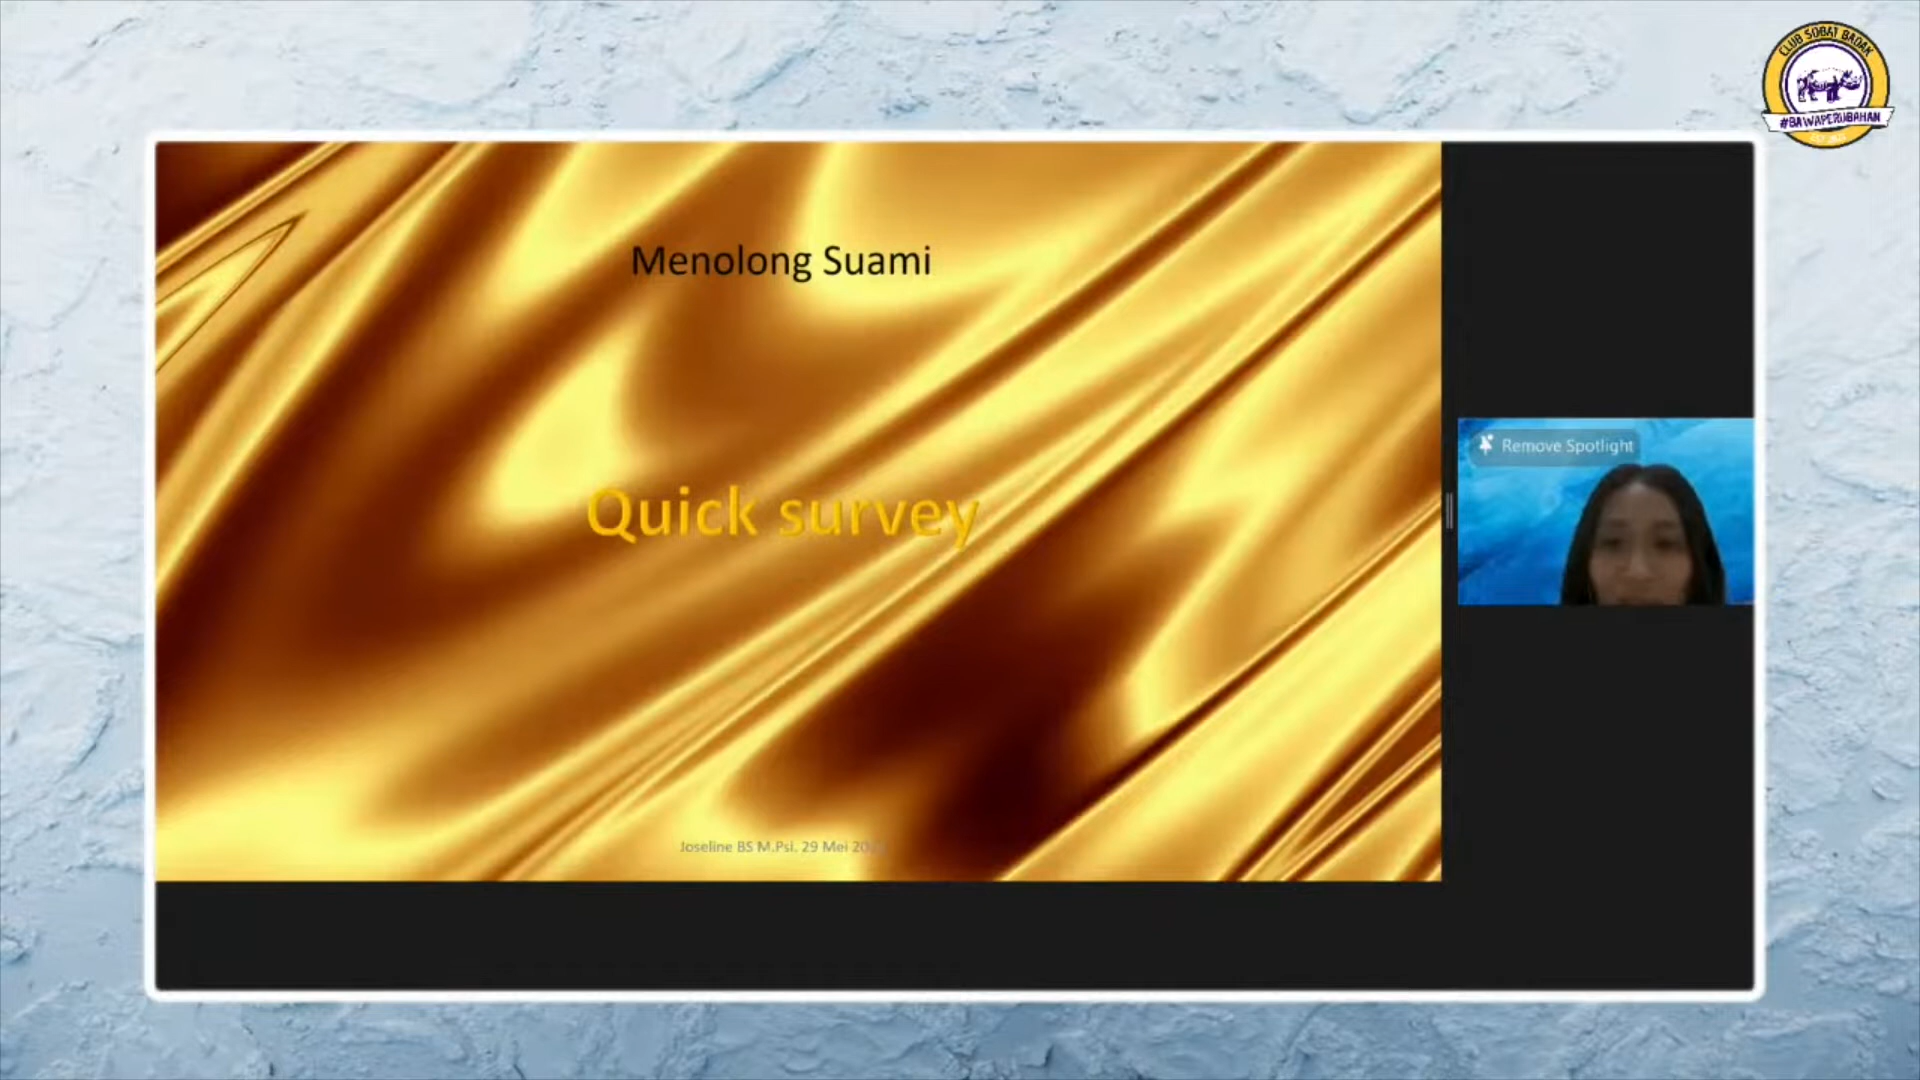 CLUB SOBAT BADAK
#BAWAPERUBAHAN
Menolong Suami
Remove Spotlight
Quick survey
Joseline BS M.Psi. 29 Mei